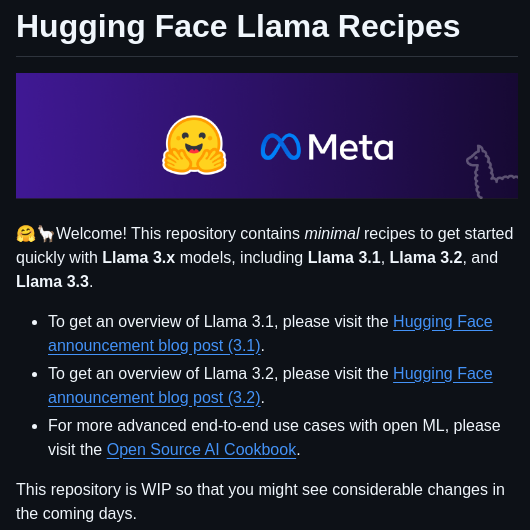 Hugging Face Llama Recipes
Meta
🤗🦙Welcome! This repository contains minimal recipes to get started
quickly with Llama 3.x models, including Llama 3.1, Llama 3.2, and
Llama 3.3.
• To get an overview of Llama 3.1, please visit the Hugging Face
announcement blog post (3.1).
• To get an overview of Llama 3.2, please visit the Hugging Face
announcement blog post (3.2).
• For more advanced end-to-end use cases with open ML, please
visit the Open Source AI Cookbook.
This repository is WIP so that you might see considerable changes in
the coming days.